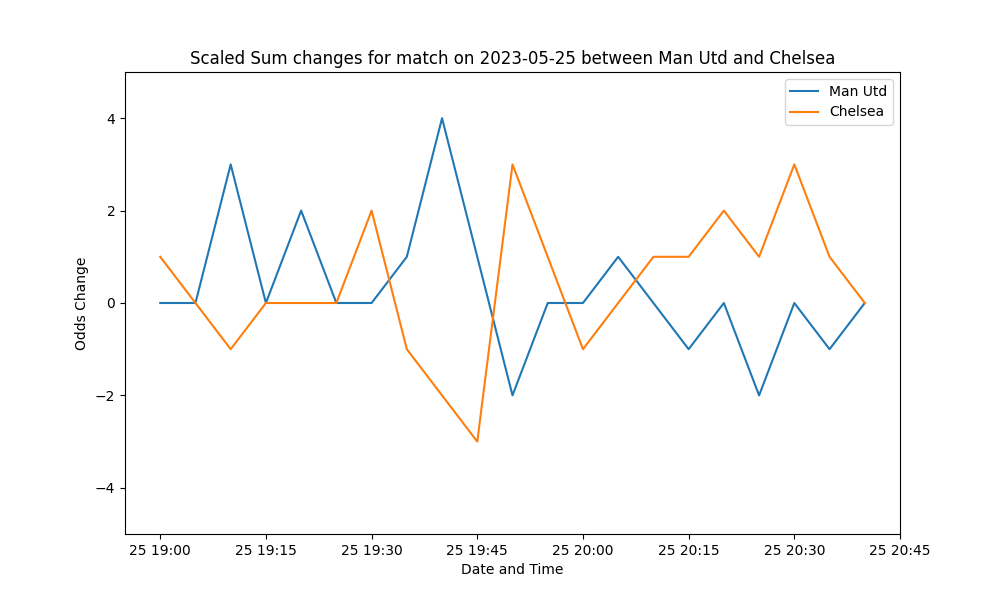 Scaled Sum changes for match on 2023-05-25 between Man Utd and Chelsea
Man Utd
Chelsea
4
2
0
−2
−4
Odds Change
25 19:00 25 19:15 25 19:30 25 19:45 25 20:00 25 20:15 25 20:30 25 20:45
Date and Time